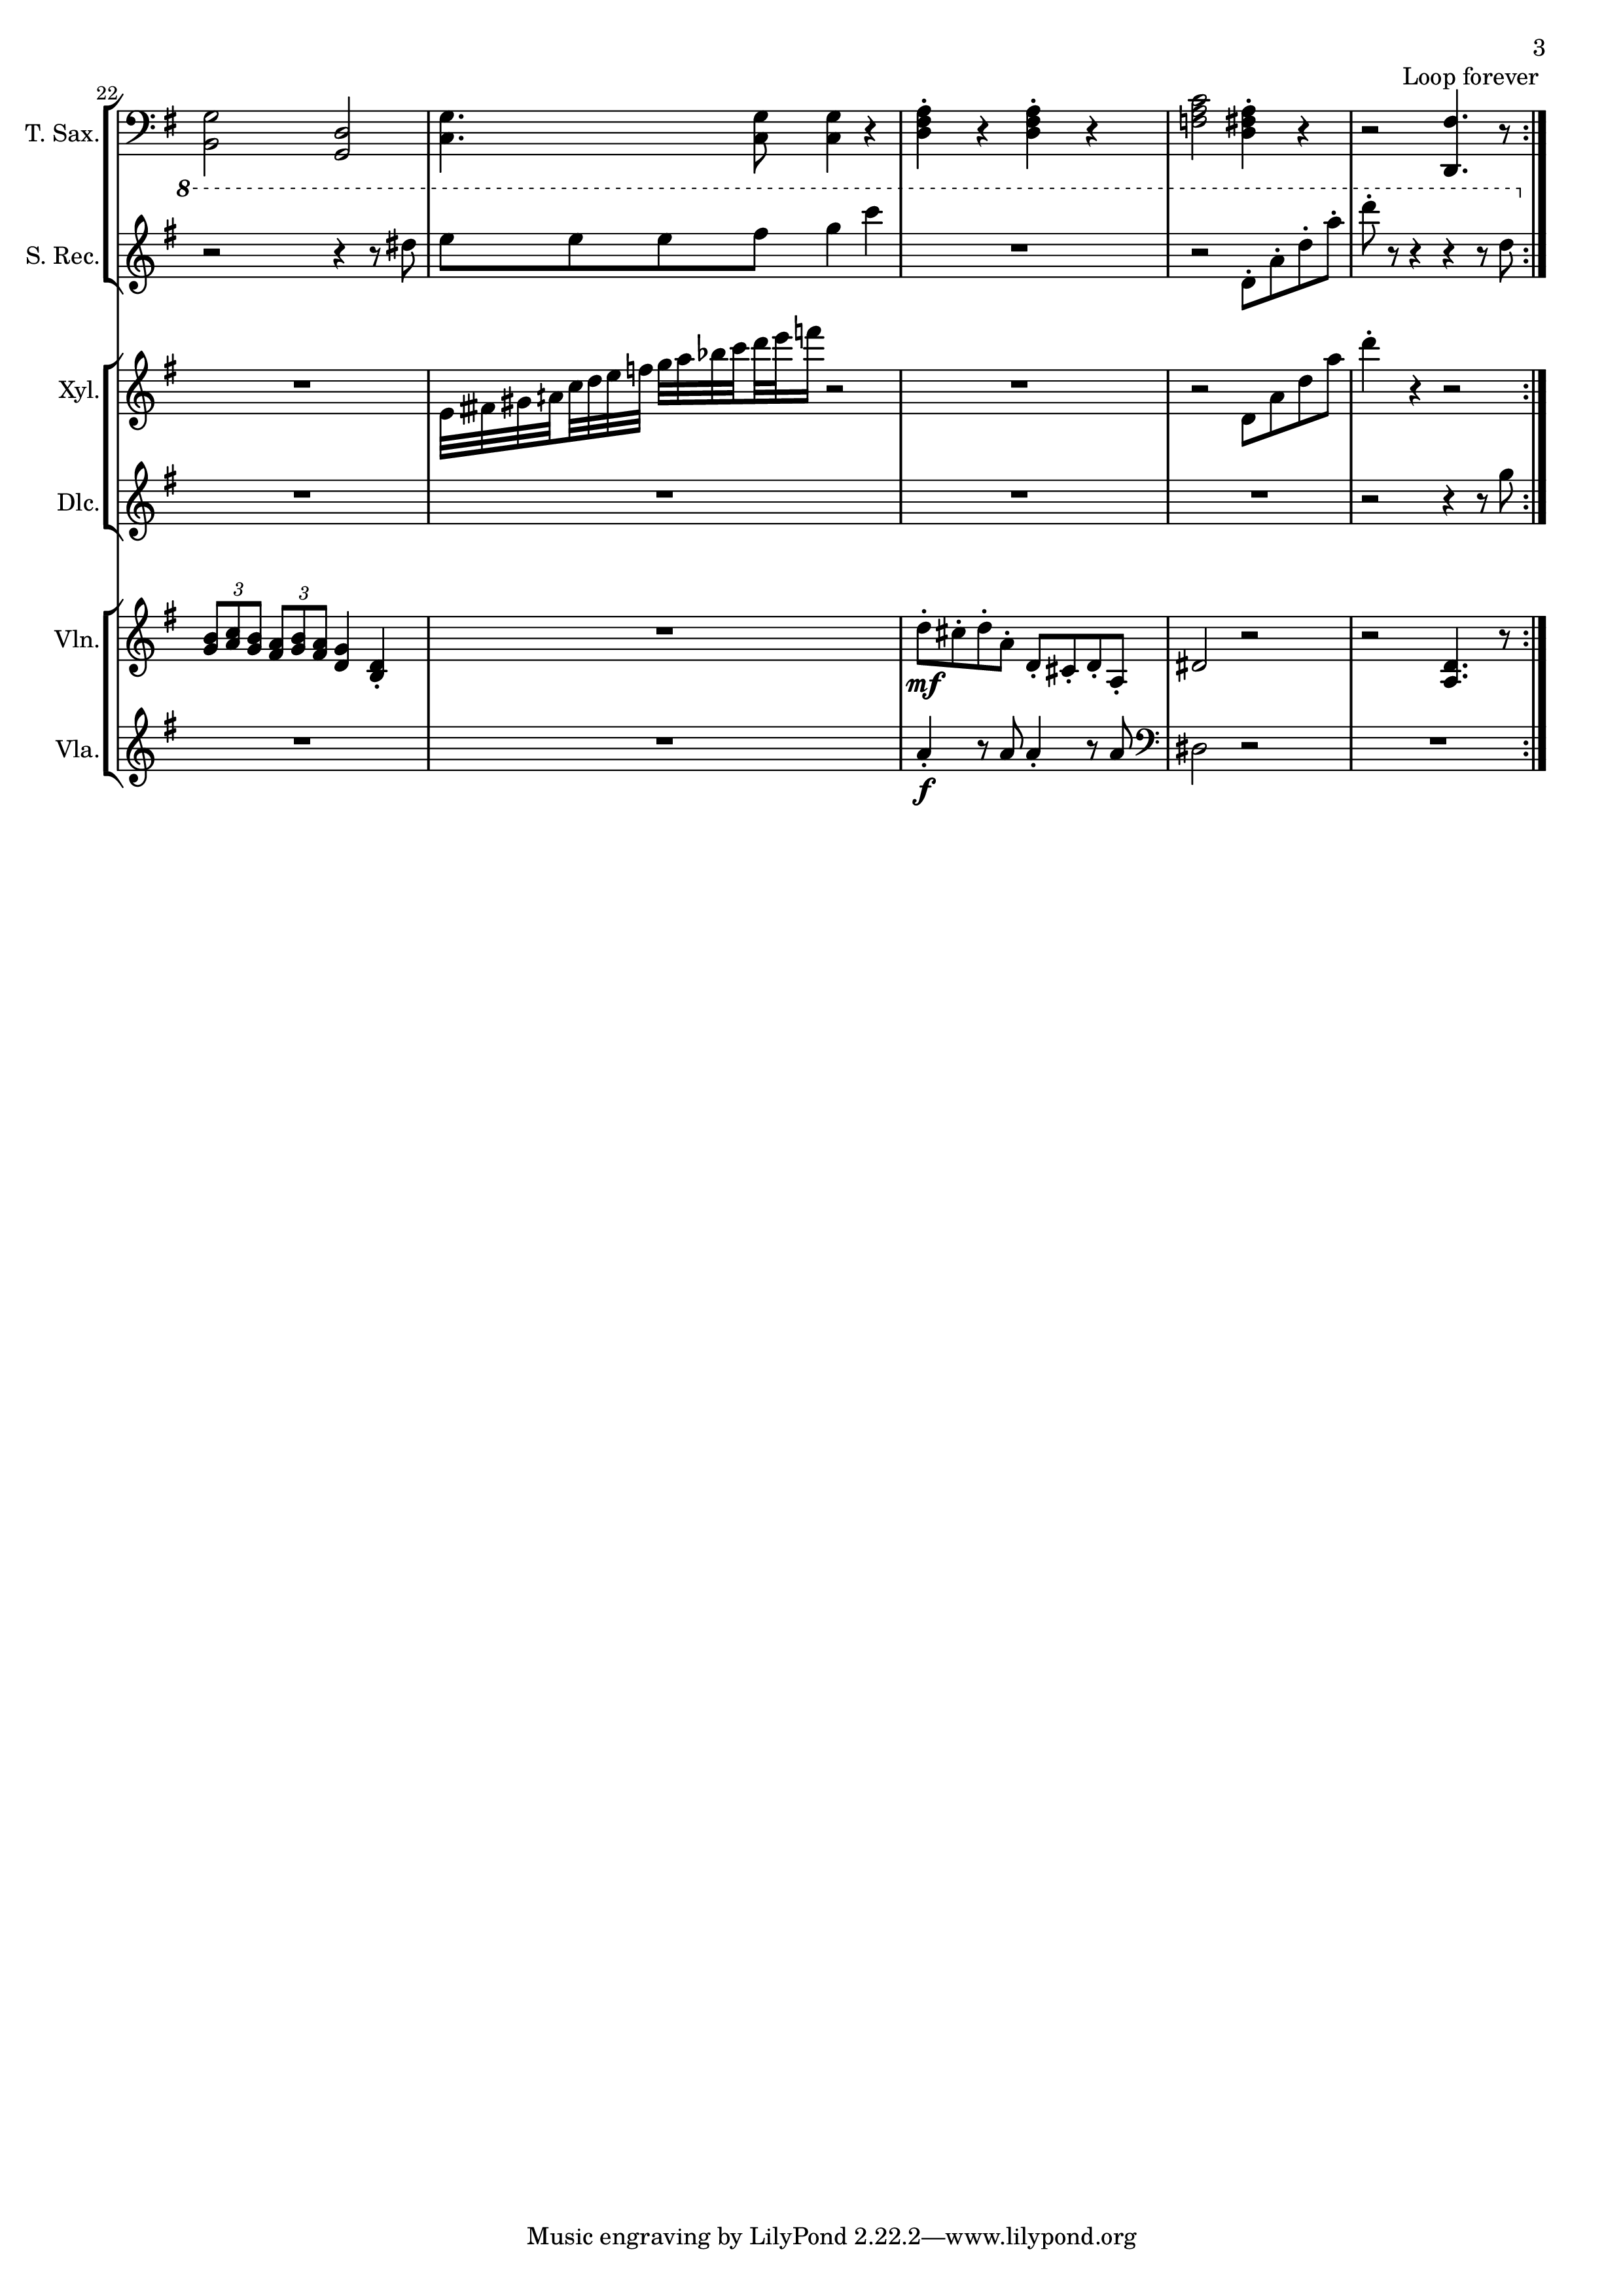 3
Loop forever
22
T. Sax.
8
S. Rec.
Xyl.
Dlc.
3 3
Vln.
mf
Vla.
f
Music engraving by LilyPond 2.22.2—www.lilypond.org